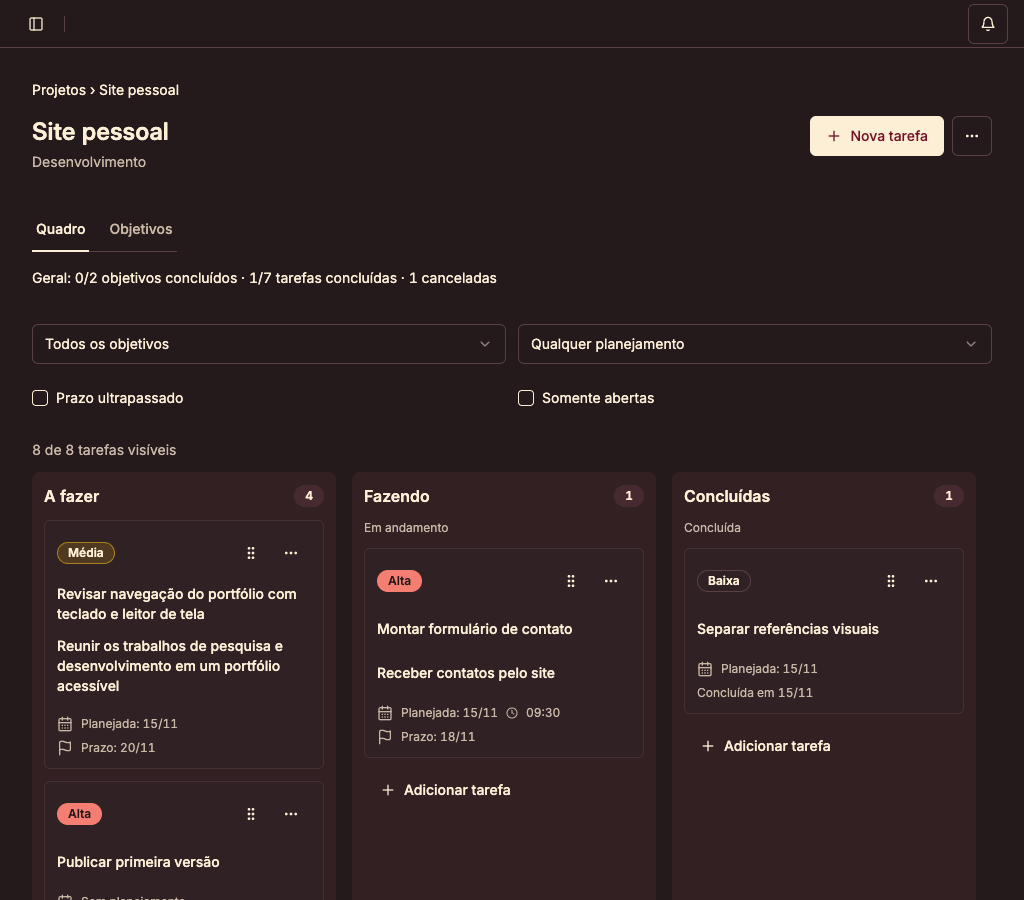 Projetos › Site pessoal
Site pessoal
Desenvolvimento
Nova tarefa
Quadro
Objetivos
Geral: 0/2 objetivos concluídos · 1/7 tarefas concluídas · 1 canceladas
Todos os objetivos
Qualquer planejamento
Prazo ultrapassado
Somente abertas
8 de 8 tarefas visíveis
A fazer
4
Média
Revisar navegação do portfólio com
teclado e leitor de tela
Reunir os trabalhos de pesquisa e
desenvolvimento em um portfólio
acessível
Planejada: 15/11
Prazo: 20/11
Alta
Publicar primeira versão
Fazendo
1
Em andamento
Alta
Montar formulário de contato
Receber contatos pelo site
Planejada: 15/11
09:30
Prazo: 18/11
Adicionar tarefa
Concluídas
1
Concluída
Baixa
Separar referências visuais
Planejada: 15/11
Concluída em 15/11
Adicionar tarefa